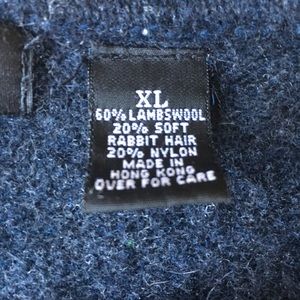 XL
60% LAMBSWOOL
20% SOFT
RABBIT HAIR
20% NYLON
MADE IN
HONG KONG
OVER FOR CARE